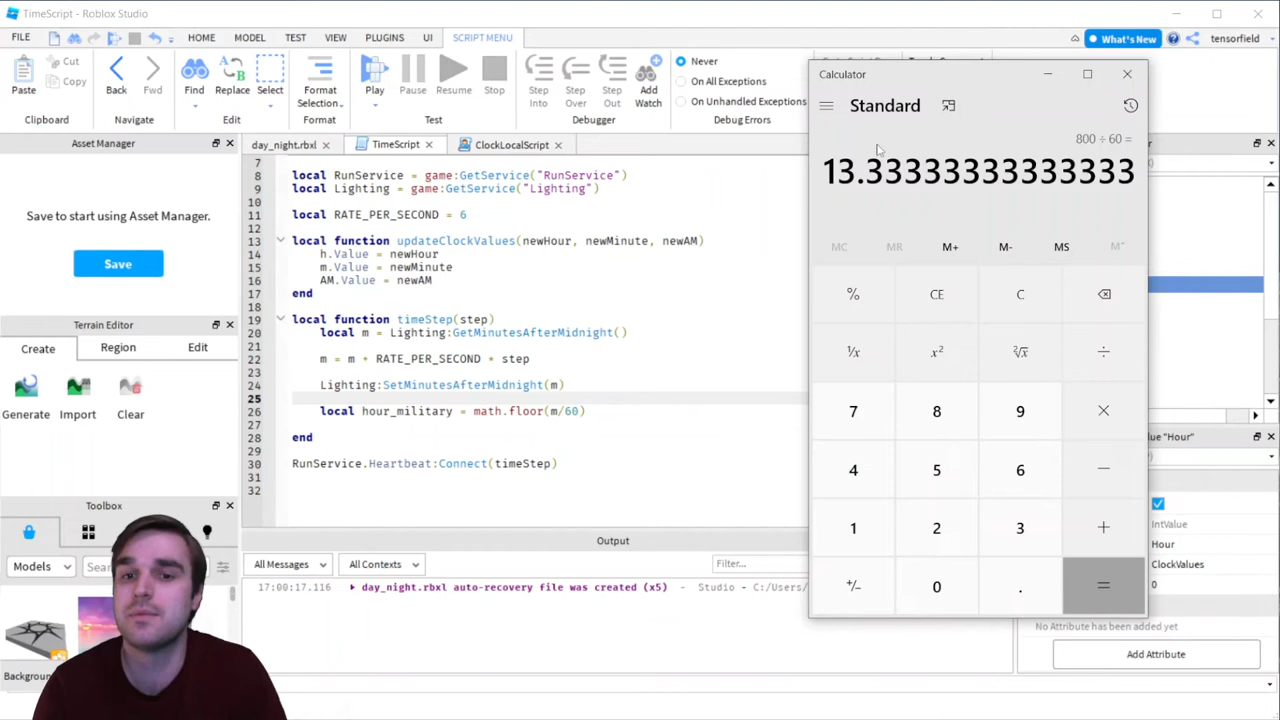 TimeScript - Roblox Studio
FILE
HOME
MODEL
TEST
VIEW
PLUGINS
UI
SCRIPT MENU
What's New
tensorfield
Paste
Cut
Copy
Clipboard
Back
Fwd
Navigate
Find
Replace
Select
Edit
Format
Selection
Format
Play
Pause
Resume
Stop
Test
Step
Into
Step
Over
Step
Out
Add
Watch
Debugger
Never
On All Exceptions
On Unhandled Exceptions
Debug Errors
Asset Manager
Save to start using Asset Manager.
Save
Terrain Editor
Create
Region
Edit
Generate
Import
Clear
Toolbox
Models
Sea
Background
day_night.rbxl
TimeScript
ClockLocalScript
7
8 local RunService = game:GetService("RunService")
9 local Lighting = game:GetService("Lighting")
10
11 local RATE_PER_SECOND = 6
12
13 local function updateClockValues(newHour, newMinute, newAM)
14 h.Value = newHour
15 m.Value = newMinute
16 AM.Value = newAM
17 end
18
19 local function timeStep(step)
20 local m = Lighting:GetMinutesAfterMidnight()
21
22 m = m + RATE_PER_SECOND * step
23
24 Lighting:SetMinutesAfterMidnight(m)
25
26 local hour_military = math.floor(m/60)
27
28 end
29
30 RunService.Heartbeat:Connect(timeStep)
31
32
Output
All Messages
All Contexts
Filter...
17:00:17.116 day_night.rbxl auto-recovery file was created (x5) - Studio - C:/Users/
Calculator
Standard
800 ÷ 60 =
13.33333333333333
MC MR M+ M- MS M˅
% CE C
¹/x x² ²√x ÷
7 8 9 ×
4 5 6 −
1 2 3 +
+/− 0 . =
ue "Hour"
IntValue
Hour
ClockValues
0
No Attribute has been added yet
Add Attribute